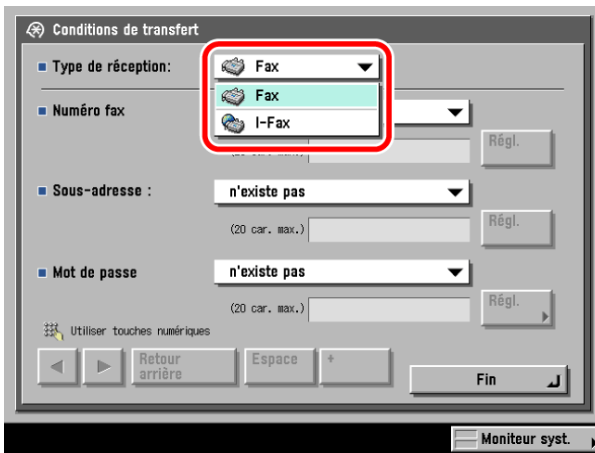 Conditions de transfert
Type de réception:
Fax
Fax
I-Fax
Numéro fax
Régl.
Sous-adresse :
n'existe pas
(20 car. max.)
Régl.
Mot de passe
n'existe pas
(20 car. max.)
Régl.
Utiliser touches numériques
Retour
arrière
Espace
+
Fin
Moniteur syst.